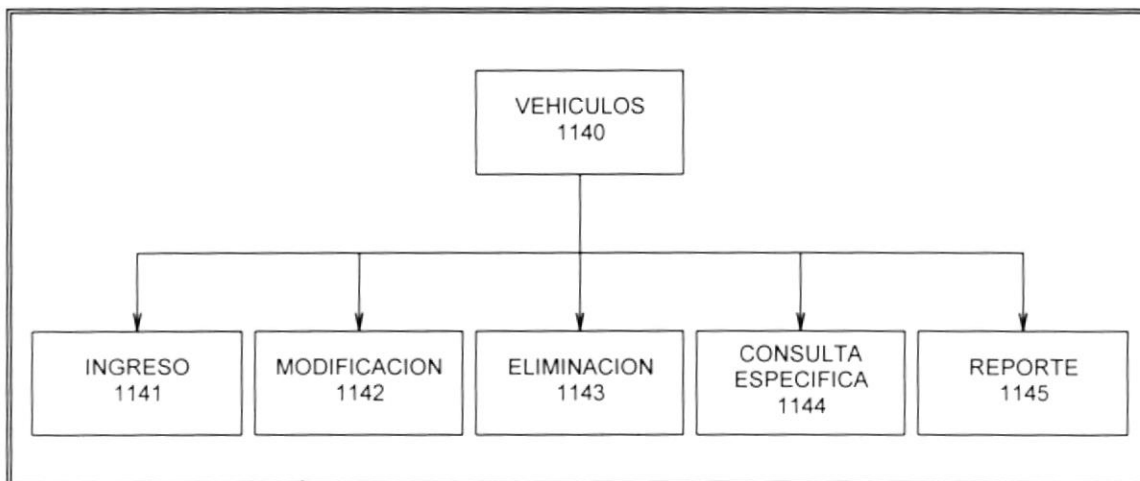 VEHICULOS
1140
INGRESO
1141
MODIFICACION
1142
ELIMINACION
1143
CONSULTA
ESPECIFICA
1144
REPORTE
1145